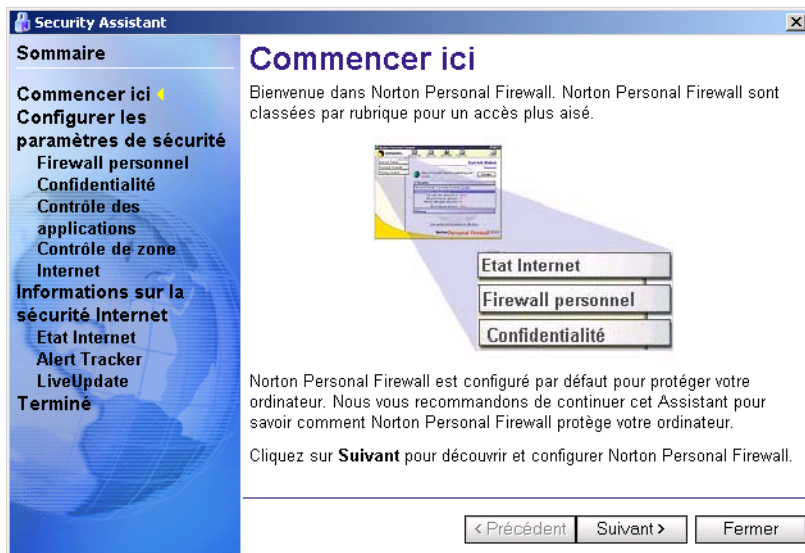 Security Assistant
Sommaire
Commencer ici
Configurer les
paramètres de sécurité
Firewall personnel
Confidentialité
Contrôle des
applications
Contrôle de zone
Internet
Informations sur la
sécurité Internet
Etat Internet
Alert Tracker
LiveUpdate
Terminé
Commencer ici
Bienvenue dans Norton Personal Firewall. Norton Personal Firewall sont
classées par rubrique pour un accès plus aisé.
Etat Internet
Firewall personnel
Confidentialité
Norton Personal Firewall est configuré par défaut pour protéger votre
ordinateur. Nous vous recommandons de continuer cet Assistant pour
savoir comment Norton Personal Firewall protège votre ordinateur.
Cliquez sur Suivant pour découvrir et configurer Norton Personal Firewall.
< Précédent
Suivant >
Fermer